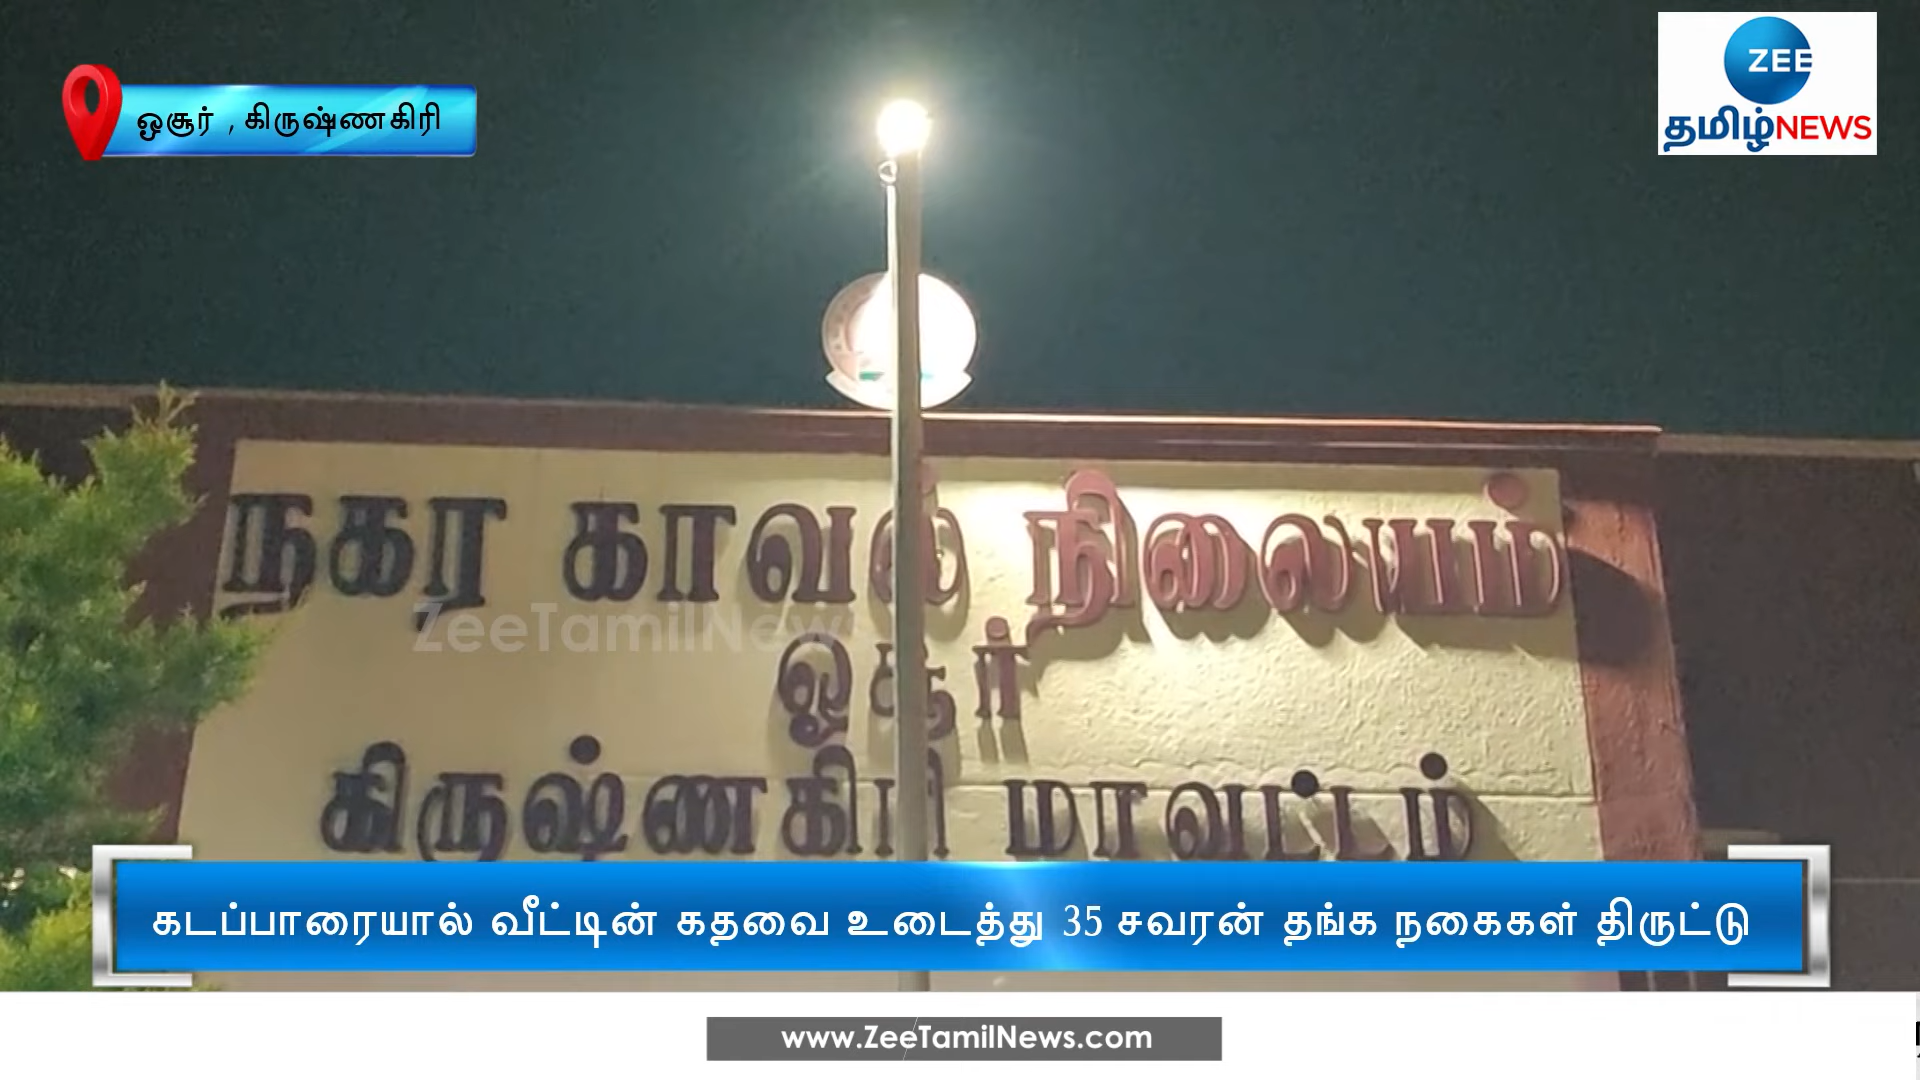 ஓசூர் , கிருஷ்ணகிரி
ZEE
தமிழ்NEWS
நகர காவல் நிலையம்
ZeeTamilNews
ஓசூர்
கிருஷ்ணகிரி மாவட்டம்
கடப்பாரையால் வீட்டின் கதவை உடைத்து 35 சவரன் தங்க நகைகள் திருட்டு
www.ZeeTamilNews.com